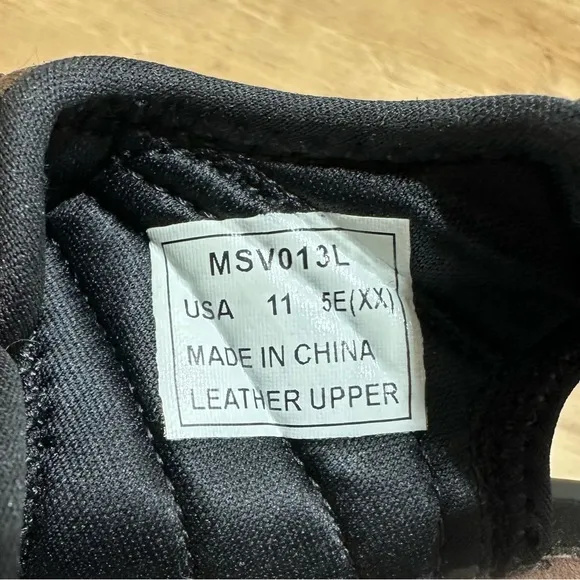 MSV013L
USA 11 5E(XX)
MADE IN CHINA
LEATHER UPPER